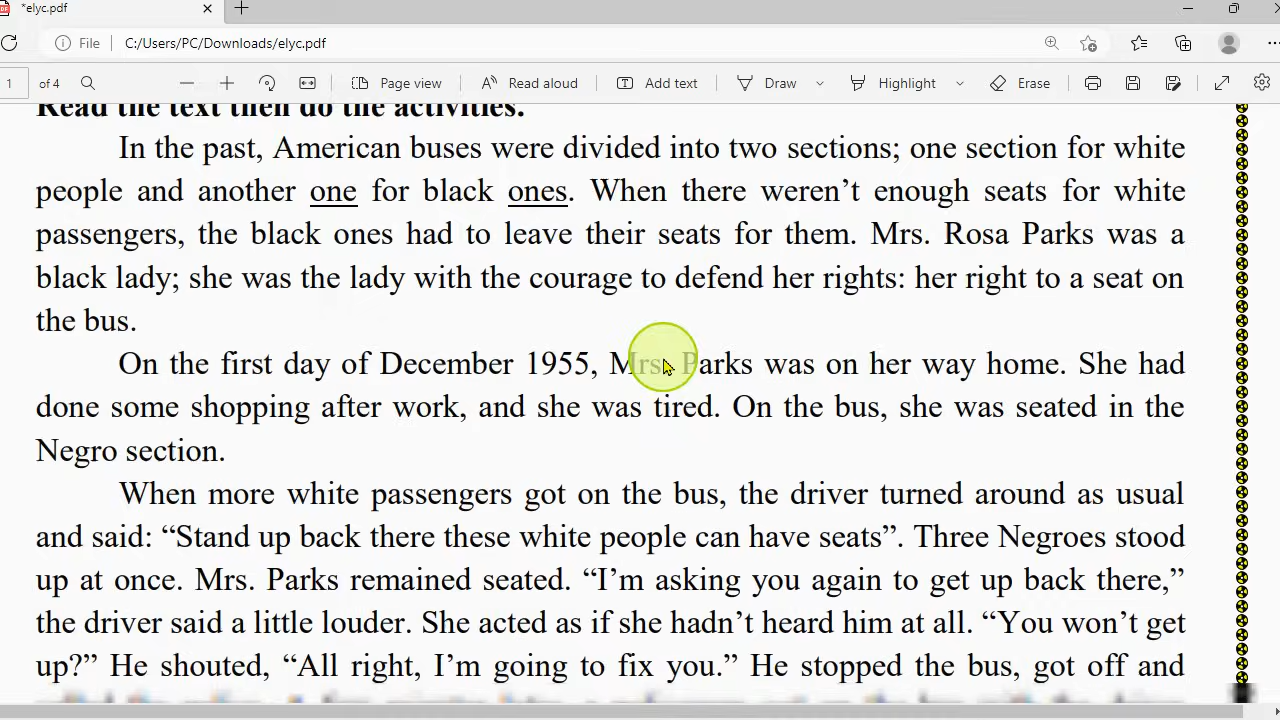 *elyc.pdf
File C:/Users/PC/Downloads/elyc.pdf
1 of 4 Page view Read aloud Add text Draw Highlight Erase
Read the text then do the activities.
In the past, American buses were divided into two sections; one section for white
people and another one for black ones. When there weren't enough seats for white
passengers, the black ones had to leave their seats for them. Mrs. Rosa Parks was a
black lady; she was the lady with the courage to defend her rights: her right to a seat on
the bus.
On the first day of December 1955, Mrs. Parks was on her way home. She had
done some shopping after work, and she was tired. On the bus, she was seated in the
Negro section.
When more white passengers got on the bus, the driver turned around as usual
and said: “Stand up back there these white people can have seats”. Three Negroes stood
up at once. Mrs. Parks remained seated. “I'm asking you again to get up back there,”
the driver said a little louder. She acted as if she hadn't heard him at all. “You won't get
up?” He shouted, “All right, I'm going to fix you.” He stopped the bus, got off and